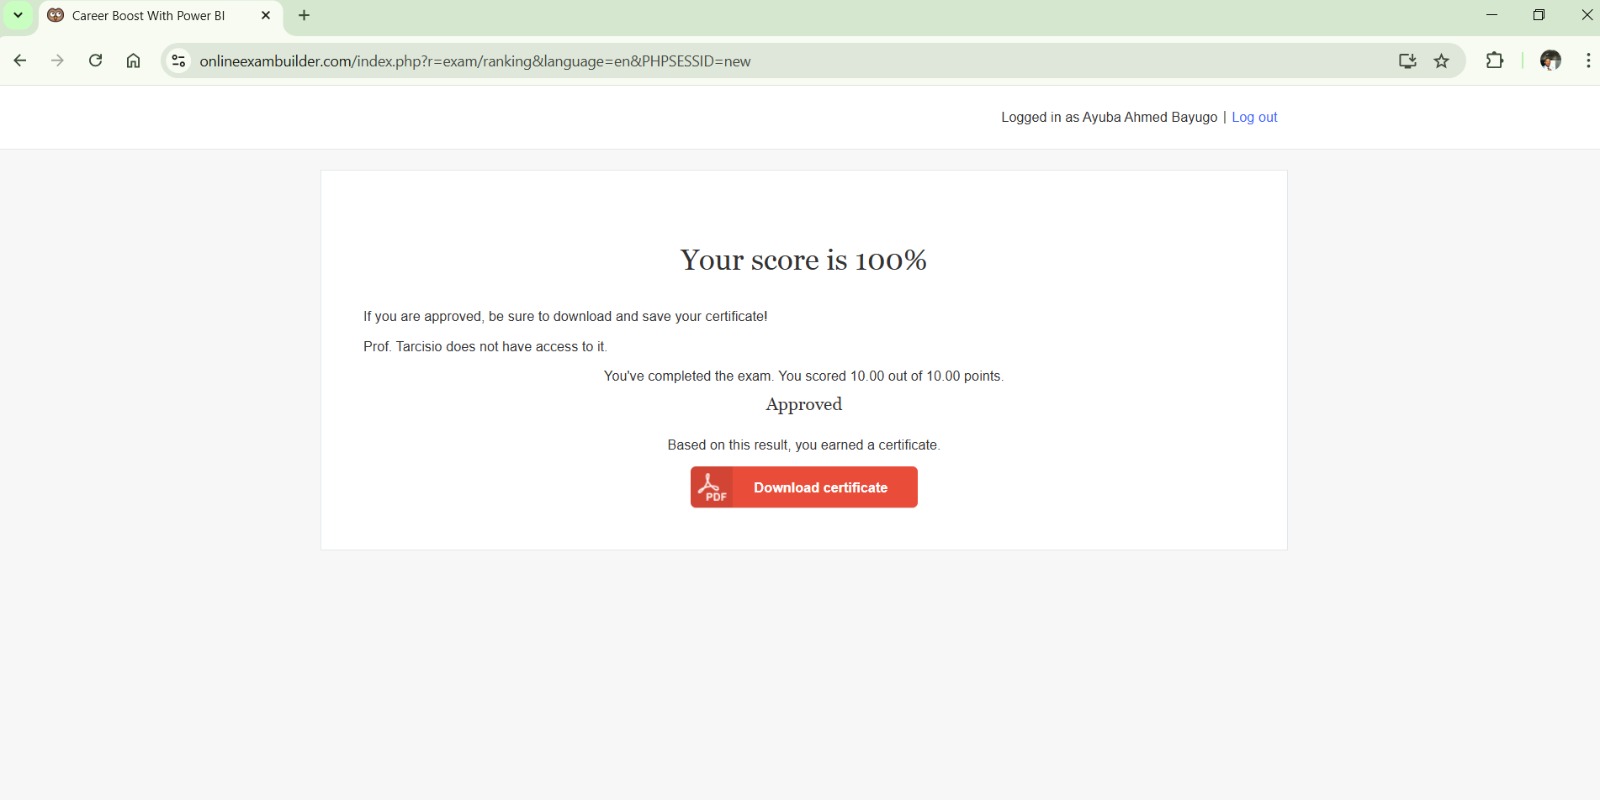 Career Boost With Power BI
onlineexambuilder.com/index.php?r=exam/ranking&language=en&PHPSESSID=new
Logged in as Ayuba Ahmed Bayugo | Log out
Your score is 100%
If you are approved, be sure to download and save your certificate!
Prof. Tarcisio does not have access to it.
You've completed the exam. You scored 10.00 out of 10.00 points.
Approved
Based on this result, you earned a certificate.
PDF Download certificate